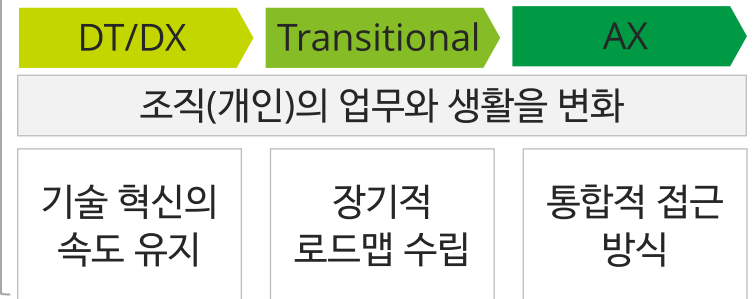 DT/DX
Transitional
AX
조직(개인)의 업무와 생활을 변화
기술 혁신의
속도 유지
장기적
로드맵 수립
통합적 접근
방식